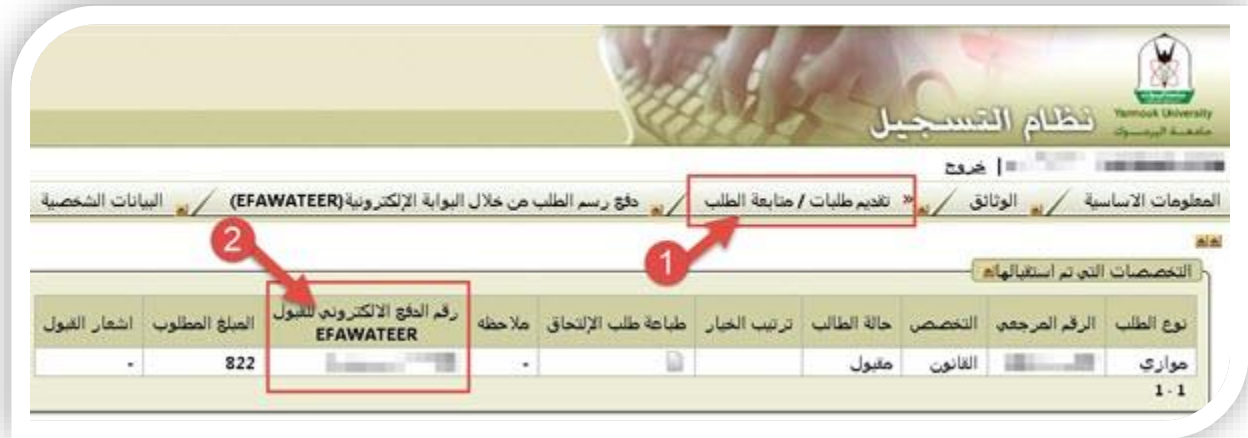 Yarmouk University
جامعة اليرموك
نظام التسجيل
| خروج
المعلومات الاساسية الوثائق » تقديم طلبات / متابعة الطلب دفع رسم الطلب من خلال البوابة الإلكترونية(EFAWATEER) البيانات الشخصية
1
2
التخصصات التي تم استقبالها
نوع الطلب الرقم المرجعي التخصص حالة الطالب ترتيب الخيار طباعة طلب الإلتحاق ملاحظه رقم الدفع الالكتروني للقبول EFAWATEER المبلغ المطلوب اشعار القبول
موازي القانون مقبول - 822 -
1 - 1